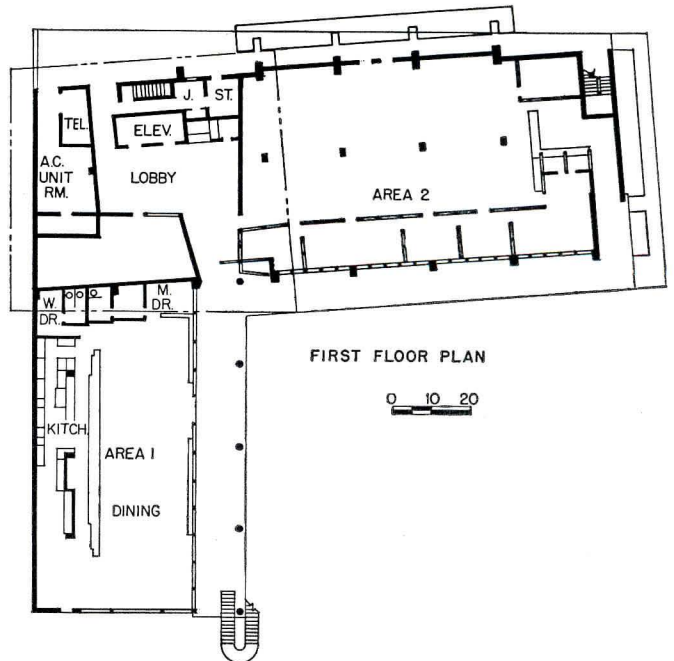 J.
ST.
TEL.
ELEV.
A.C.
UNIT
RM.
LOBBY
AREA 2
W.
DR.
M.
DR.
FIRST FLOOR PLAN
0 10 20
KITCH.
AREA 1
DINING